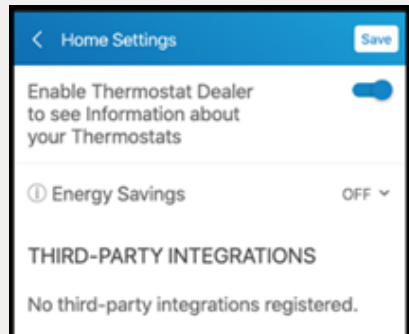 Home Settings
Save
Enable Thermostat Dealer
to see Information about
your Thermostats
Energy Savings
OFF
THIRD-PARTY INTEGRATIONS
No third-party integrations registered.